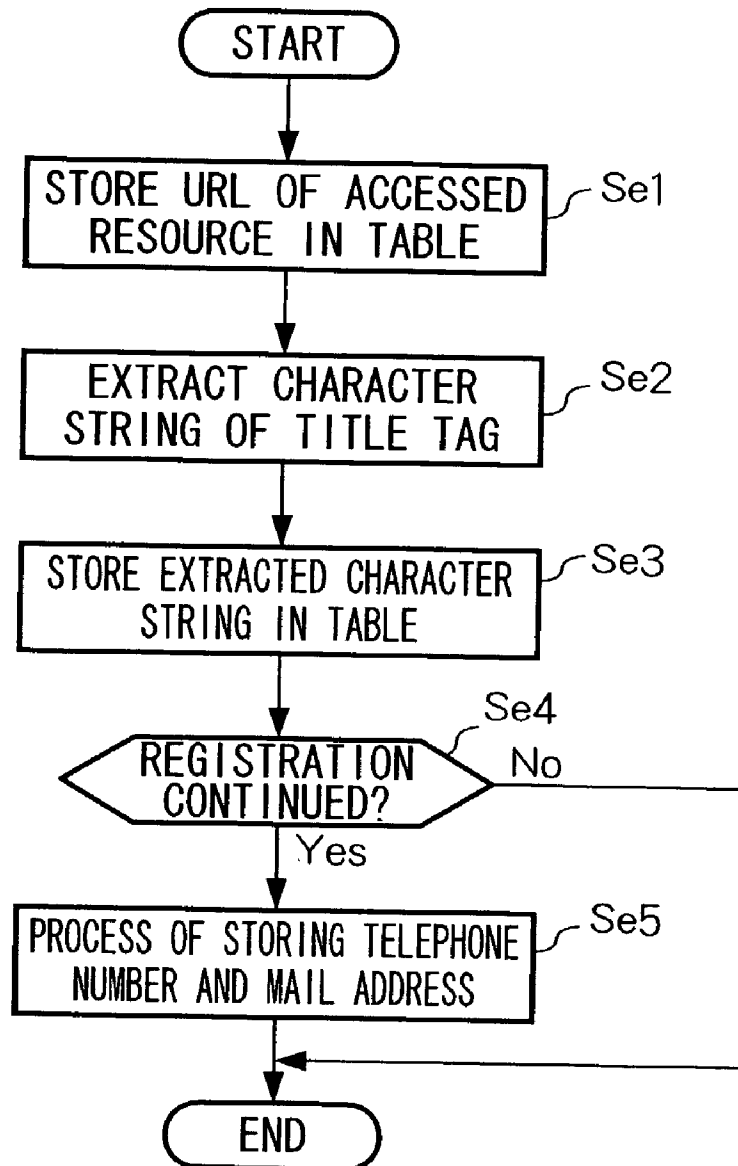 START
STORE URL OF ACCESSED
RESOURCE IN TABLE
Se1
EXTRACT CHARACTER
STRING OF TITLE TAG
Se2
STORE EXTRACTED CHARACTER
STRING IN TABLE
Se3
REGISTRATION
CONTINUED?
Se4
No
Yes
PROCESS OF STORING TELEPHONE
NUMBER AND MAIL ADDRESS
Se5
END